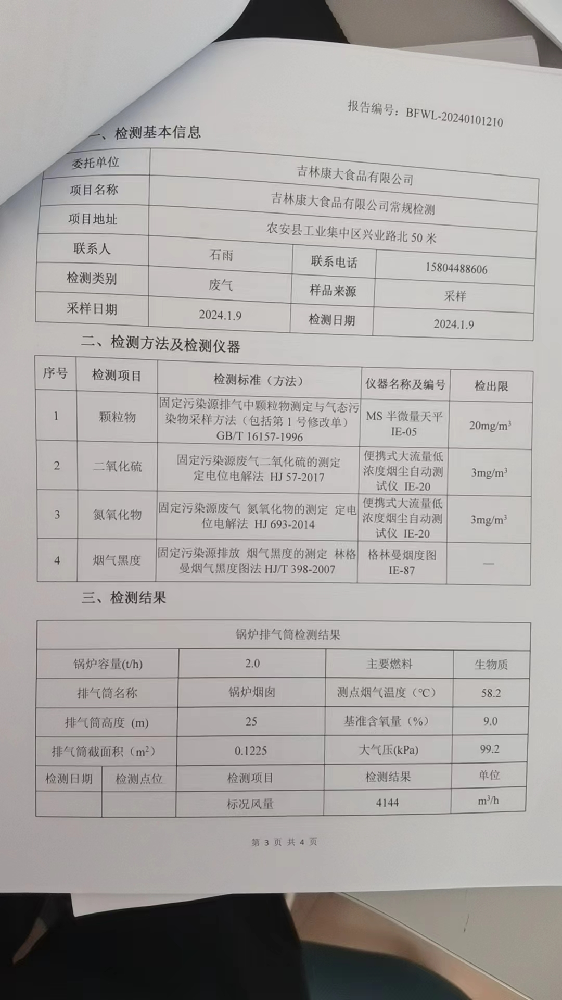 报告编号：BFWL-20240101210
一、检测基本信息
委托单位 吉林康大食品有限公司
项目名称 吉林康大食品有限公司常规检测
项目地址 农安县工业集中区兴业路北 50 米
联系人 石雨 联系电话 15804488606
检测类别 废气 样品来源 采样
采样日期 2024.1.9 检测日期 2024.1.9
二、检测方法及检测仪器
序号 检测项目 检测标准（方法） 仪器名称及编号 检出限
1 颗粒物
固定污染源排气中颗粒物测定与气态污
染物采样方法（包括第 1 号修改单）
GB/T 16157-1996
MS 半微量天平
IE-05
20mg/m³
2 二氧化硫
固定污染源废气二氧化硫的测定
定电位电解法 HJ 57-2017
便携式大流量低
浓度烟尘自动测
试仪 IE-20
3mg/m³
3 氮氧化物
固定污染源废气 氮氧化物的测定 定电
位电解法 HJ 693-2014
便携式大流量低
浓度烟尘自动测
试仪 IE-20
3mg/m³
4 烟气黑度
固定污染源排放 烟气黑度的测定 林格
曼烟气黑度图法 HJ/T 398-2007
格林曼烟度图
IE-87
—
三、检测结果
锅炉排气筒检测结果
锅炉容量(t/h) 2.0 主要燃料 生物质
排气筒名称 锅炉烟囱 测点烟气温度（℃） 58.2
排气筒高度 (m) 25 基准含氧量（%） 9.0
排气筒截面积（m²） 0.1225 大气压(kPa) 99.2
检测日期 检测点位 检测项目 检测结果 单位
标况风量 4144 m³/h
第 3 页 共 4 页